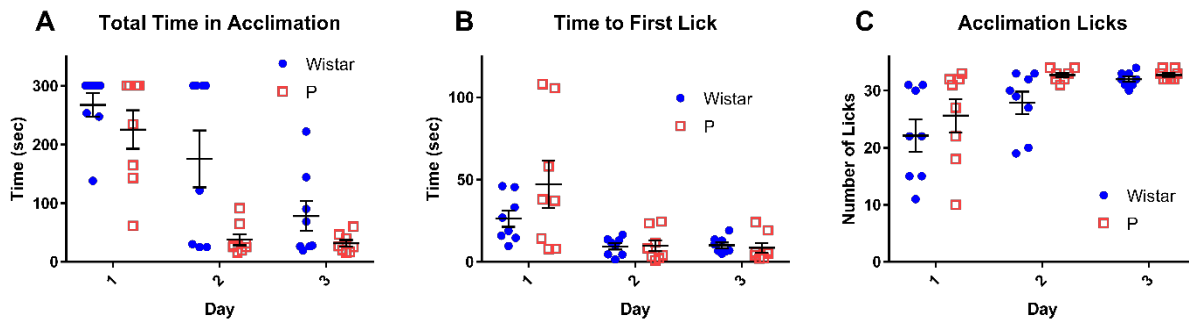 A Total Time in Acclimation
Time (sec)
300
200
100
0
Wistar
P
1 2 3
Day
B Time to First Lick
Time (sec)
100
50
0
Wistar
P
1 2 3
Day
C Acclimation Licks
Number of Licks
30
20
10
0
Wistar
P
1 2 3
Day